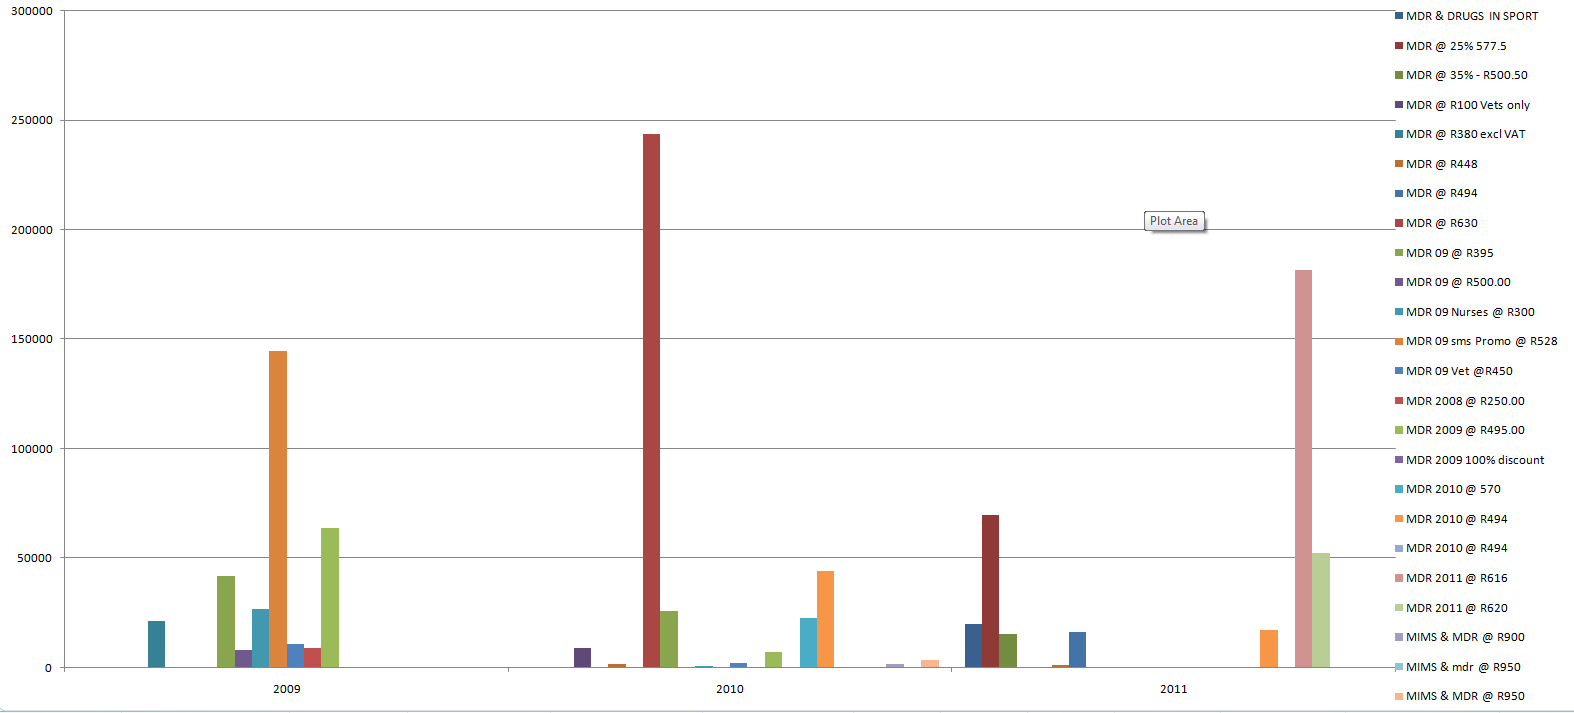 300000
250000
200000
150000
100000
50000
0
2009
2010
2011
Plot Area
MDR & DRUGS IN SPORT
MDR @ 25% 577.5
MDR @ 35% - R500.50
MDR @ R100 Vets only
MDR @ R380 excl VAT
MDR @ R448
MDR @ R494
MDR @ R630
MDR 09 @ R395
MDR 09 @ R500.00
MDR 09 Nurses @ R300
MDR 09 sms Promo @ R528
MDR 09 Vet @R450
MDR 2008 @ R250.00
MDR 2009 @ R495.00
MDR 2009 100% discount
MDR 2010 @ 570
MDR 2010 @ R494
MDR 2010 @ R494
MDR 2011 @ R616
MDR 2011 @ R620
MIMS & MDR @ R900
MIMS & mdr @ R950
MIMS & MDR @ R950